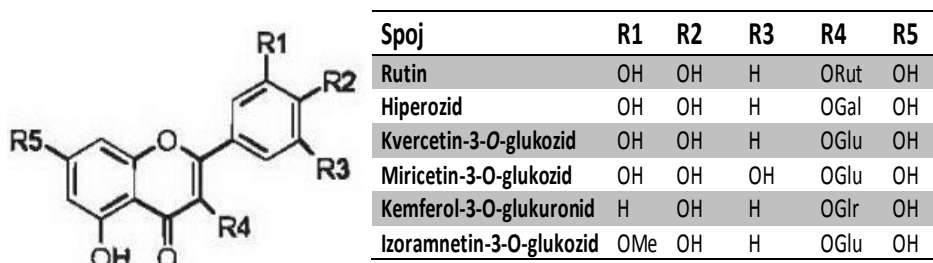 R1
R2
R5
O
R3
R4
OH
O
Spoj R1 R2 R3 R4 R5
Rutin OH OH H ORut OH
Hiperozid OH OH H OGal OH
Kvercetin-3-O-glukozid OH OH H OGlu OH
Miricetin-3-O-glukozid OH OH OH OGlu OH
Kemferol-3-O-glukuronid H OH H OGlr OH
Izoramnetin-3-O-glukozid OMe OH H OGlu OH